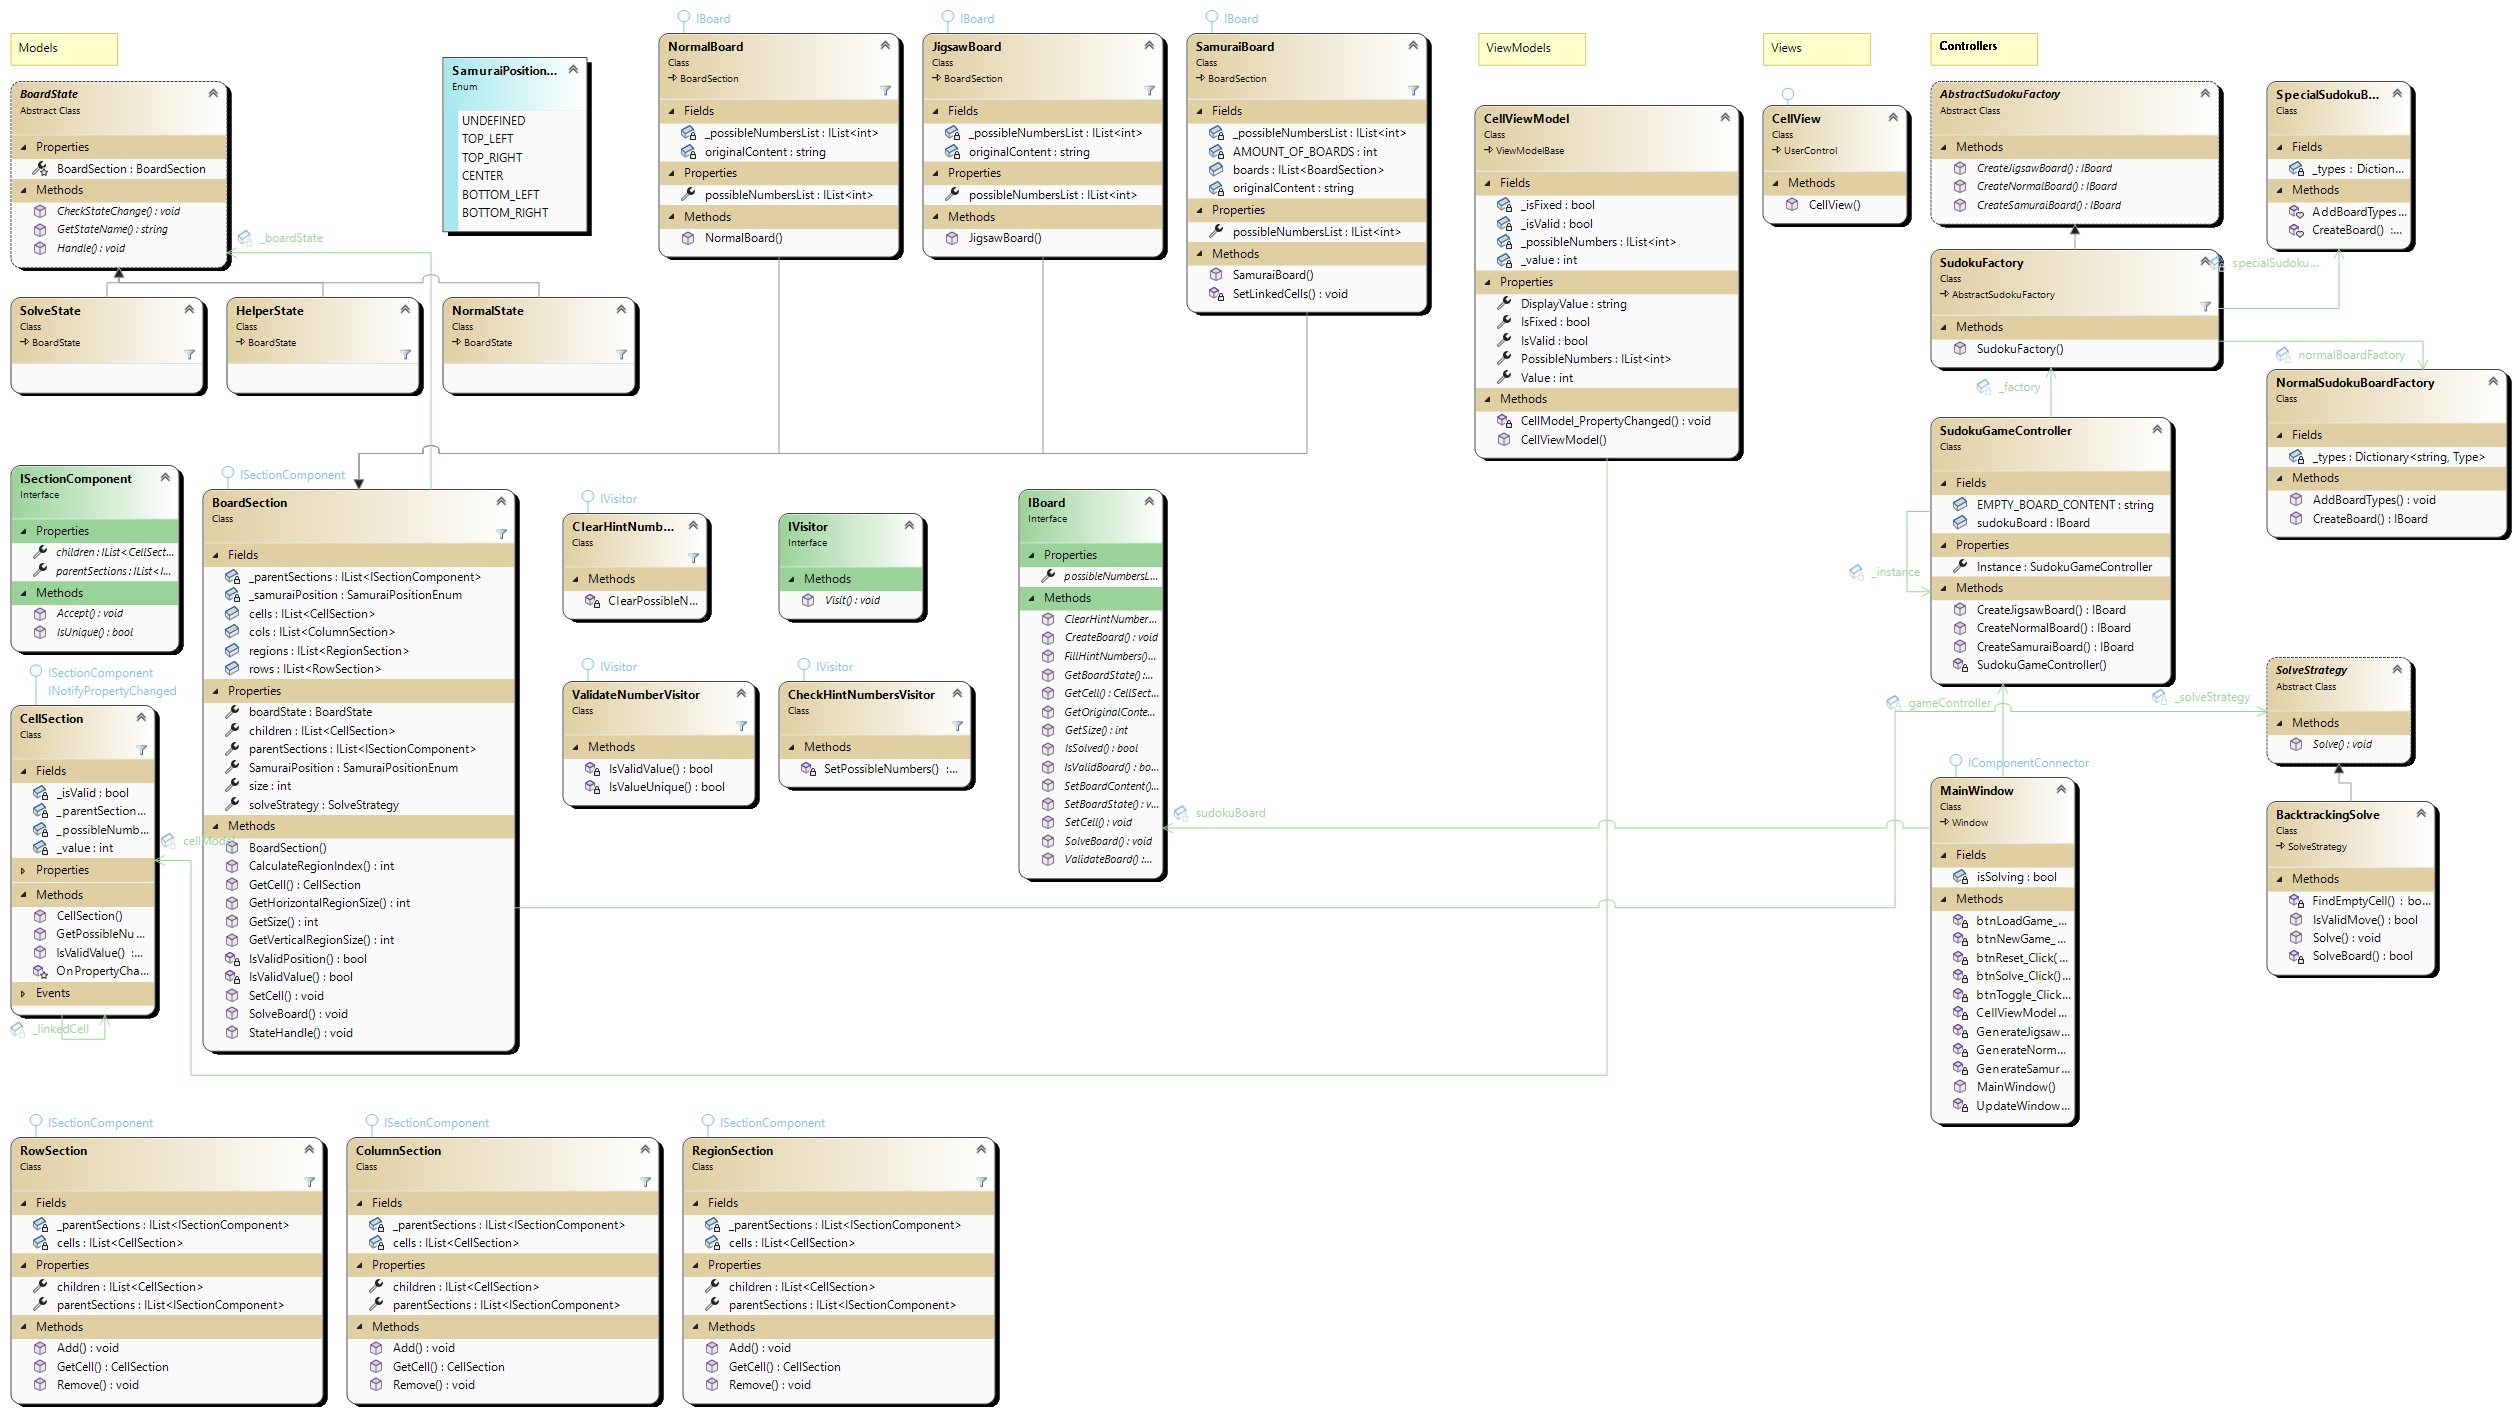 Models
BoardState
Abstract Class
Properties
BoardSection : BoardSection
Methods
CheckStateChange() : void
GetStateName() : string
Handle() : void
_boardState
SolveState
Class
BoardState
HelperState
Class
BoardState
NormalState
Class
BoardState
SamuraiPosition...
Enum
UNDEFINED
TOP_LEFT
TOP_RIGHT
CENTER
BOTTOM_LEFT
BOTTOM_RIGHT
IBoard
NormalBoard
Class
BoardSection
Fields
_possibleNumbersList : IList<int>
originalContent : string
Properties
possibleNumbersList : IList<int>
Methods
NormalBoard()
IBoard
JigsawBoard
Class
BoardSection
Fields
_possibleNumbersList : IList<int>
originalContent : string
Properties
possibleNumbersList : IList<int>
Methods
JigsawBoard()
IBoard
SamuraiBoard
Class
BoardSection
Fields
_possibleNumbersList : IList<int>
AMOUNT_OF_BOARDS : int
boards : IList<BoardSection>
originalContent : string
Properties
possibleNumbersList : IList<int>
Methods
SamuraiBoard()
SetLinkedCells() : void
ViewModels
CellViewModel
Class
ViewModelBase
Fields
_isFixed : bool
_isValid : bool
_possibleNumbers : IList<int>
_value : int
Properties
DisplayValue : string
IsFixed : bool
IsValid : bool
PossibleNumbers : IList<int>
Value : int
Methods
CellModel_PropertyChanged() : void
CellViewModel()
Views
CellView
Class
UserControl
Methods
CellView()
Controllers
AbstractSudokuFactory
Abstract Class
Methods
CreateJigsawBoard() : IBoard
CreateNormalBoard() : IBoard
CreateSamuraiBoard() : IBoard
SudokuFactory
Class
AbstractSudokuFactory
Methods
SudokuFactory()
specialSudoku...
normalBoardFactory
_factory
SpecialSudokuB...
Class
Fields
_types : Diction...
Methods
AddBoardTypes...
CreateBoard() :...
NormalSudokuBoardFactory
Class
Fields
_types : Dictionary<string, Type>
Methods
AddBoardTypes() : void
CreateBoard() : IBoard
SudokuGameController
Class
Fields
EMPTY_BOARD_CONTENT : string
sudokuBoard : IBoard
Properties
Instance : SudokuGameController
Methods
CreateJigsawBoard() : IBoard
CreateNormalBoard() : IBoard
CreateSamuraiBoard() : IBoard
SudokuGameController()
_instance
gameController
_solveStrategy
SolveStrategy
Abstract Class
Methods
Solve() : void
BacktrackingSolve
Class
SolveStrategy
Methods
FindEmptyCell() : bo...
IsValidMove() : bool
Solve() : void
SolveBoard() : bool
IComponentConnector
MainWindow
Class
Window
Fields
isSolving : bool
Methods
btnLoadGame_...
btnNewGame_...
btnReset_Click(...
btnSolve_Click()...
btnToggle_Click...
CellViewModel...
GenerateJigsaw...
GenerateNorm...
GenerateSamur...
MainWindow()
UpdateWindow...
sudokuBoard
ISectionComponent
Interface
Properties
children : IList<CellSect...
parentSections : IList<I...
Methods
Accept() : void
IsUnique() : bool
ISectionComponent
INotifyPropertyChanged
CellSection
Class
Fields
_isValid : bool
_parentSection...
_possibleNumb...
_value : int
Properties
Methods
CellSection()
GetPossibleNu...
IsValidValue() :...
OnPropertyCha...
Events
_linkedCell
cellModel
ISectionComponent
BoardSection
Class
Fields
_parentSections : IList<ISectionComponent>
_samuraiPosition : SamuraiPositionEnum
cells : IList<CellSection>
cols : IList<ColumnSection>
regions : IList<RegionSection>
rows : IList<RowSection>
Properties
boardState : BoardState
children : IList<CellSection>
parentSections : IList<ISectionComponent>
SamuraiPosition : SamuraiPositionEnum
size : int
solveStrategy : SolveStrategy
Methods
BoardSection()
CalculateRegionIndex() : int
GetCell() : CellSection
GetHorizontalRegionSize() : int
GetSize() : int
GetVerticalRegionSize() : int
IsValidPosition() : bool
IsValidValue() : bool
SetCell() : void
SolveBoard() : void
StateHandle() : void
IVisitor
ClearHintNumb...
Class
Methods
ClearPossibleN...
IVisitor
Interface
Methods
Visit() : void
IVisitor
ValidateNumberVisitor
Class
Methods
IsValidValue() : bool
IsValueUnique() : bool
IVisitor
CheckHintNumbersVisitor
Class
Methods
SetPossibleNumbers() :...
IBoard
Interface
Properties
possibleNumbersL...
Methods
ClearHintNumber...
CreateBoard() : void
FillHintNumbers()...
GetBoardState() :...
GetCell() : CellSect...
GetOriginalConte...
GetSize() : int
IsSolved() : bool
IsValidBoard() : bo...
SetBoardContent()...
SetBoardState() : v...
SetCell() : void
SolveBoard() : void
ValidateBoard() :...
ISectionComponent
RowSection
Class
Fields
_parentSections : IList<ISectionComponent>
cells : IList<CellSection>
Properties
children : IList<CellSection>
parentSections : IList<ISectionComponent>
Methods
Add() : void
GetCell() : CellSection
Remove() : void
ISectionComponent
ColumnSection
Class
Fields
_parentSections : IList<ISectionComponent>
cells : IList<CellSection>
Properties
children : IList<CellSection>
parentSections : IList<ISectionComponent>
Methods
Add() : void
GetCell() : CellSection
Remove() : void
ISectionComponent
RegionSection
Class
Fields
_parentSections : IList<ISectionComponent>
cells : IList<CellSection>
Properties
children : IList<CellSection>
parentSections : IList<ISectionComponent>
Methods
Add() : void
GetCell() : CellSection
Remove() : void